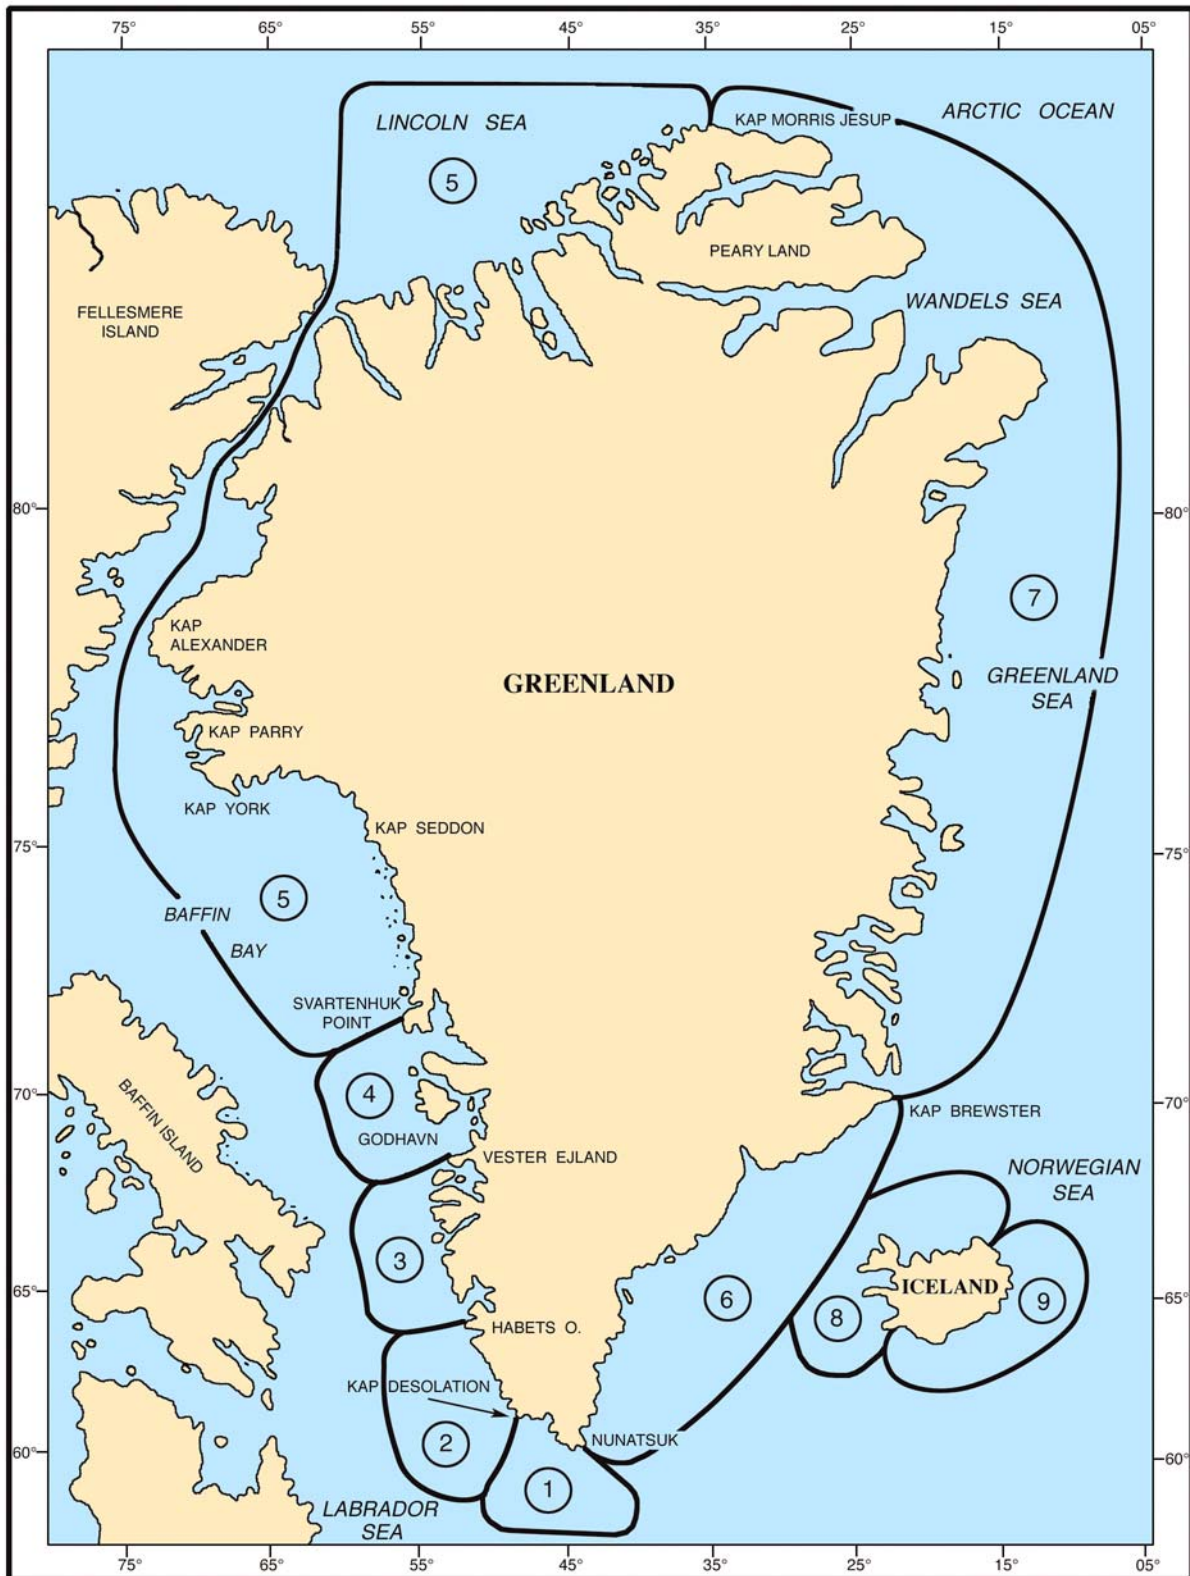 75° 65° 55° 45° 35° 25° 15° 05°
LINCOLN SEA
ARCTIC OCEAN
KAP MORRIS JESUP
5
PEARY LAND
WANDELS SEA
FELLESMERE
ISLAND
80° 80°
7
KAP
ALEXANDER
GREENLAND
GREENLAND
SEA
KAP PARRY
KAP YORK
KAP SEDDON
75° 75°
5
BAFFIN
BAY
SVARTENHUK
POINT
4
70° 70°
KAP BREWSTER
BAFFIN ISLAND
GODHAVN
VESTER EJLAND
NORWEGIAN
SEA
3
65° 65°
ICELAND
6
8
9
HABETS O.
KAP DESOLATION
2
NUNATSUK
60° 60°
1
LABRADOR
SEA
75° 65° 55° 45° 35° 25° 15° 05°